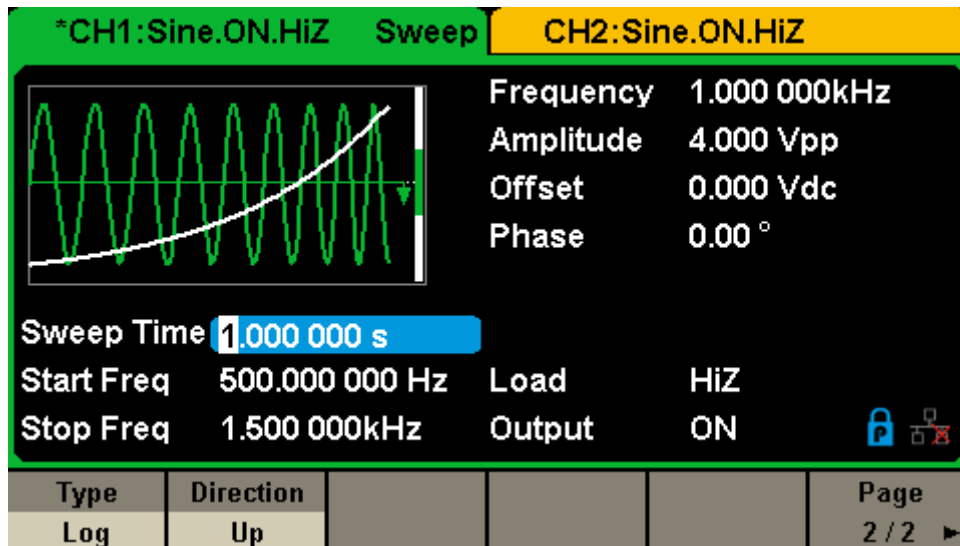 *CH1:Sine.ON.HiZ Sweep CH2:Sine.ON.HiZ
Frequency 1.000 000kHz
Amplitude 4.000 Vpp
Offset 0.000 Vdc
Phase 0.00 °
Sweep Time 1.000 000 s
Start Freq 500.000 000 Hz Load HiZ
Stop Freq 1.500 000kHz Output ON P
Type Direction Page
Log Up 2 / 2 ►